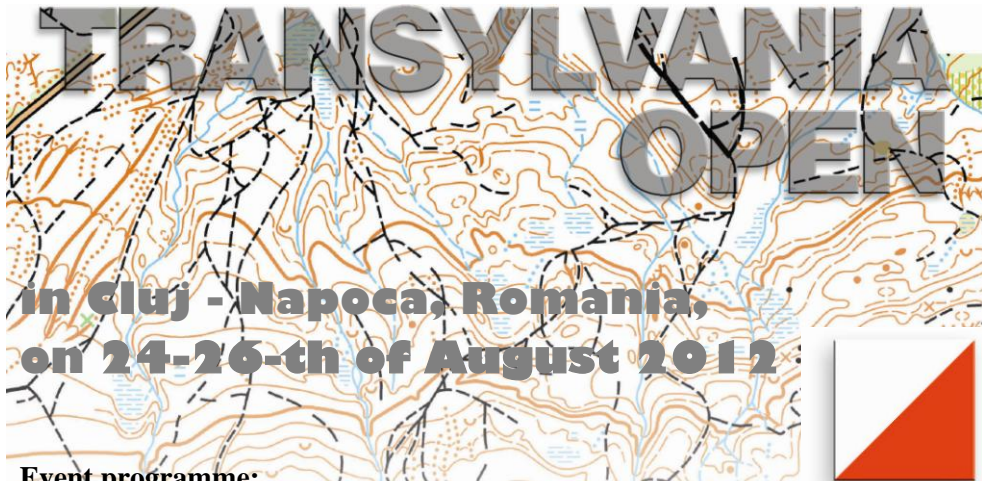 TRANSYLVANIA
OPEN
in Cluj - Napoca, Romania,
on 24-26-th of August 2012
Event programme: